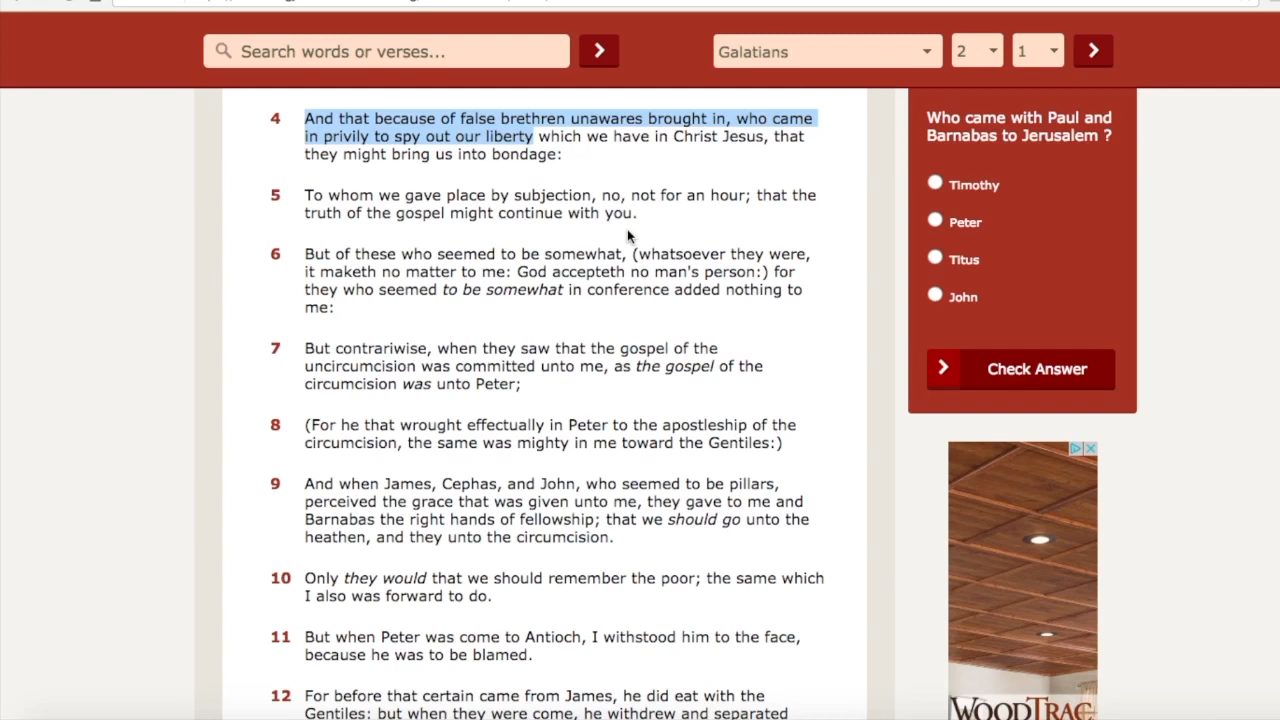 Search words or verses...
Galatians
2
1
4 And that because of false brethren unawares brought in, who came
in privily to spy out our liberty which we have in Christ Jesus, that
they might bring us into bondage:
5 To whom we gave place by subjection, no, not for an hour; that the
truth of the gospel might continue with you.
6 But of these who seemed to be somewhat, (whatsoever they were,
it maketh no matter to me: God accepteth no man's person:) for
they who seemed to be somewhat in conference added nothing to
me:
7 But contrariwise, when they saw that the gospel of the
uncircumcision was committed unto me, as the gospel of the
circumcision was unto Peter;
8 (For he that wrought effectually in Peter to the apostleship of the
circumcision, the same was mighty in me toward the Gentiles:)
9 And when James, Cephas, and John, who seemed to be pillars,
perceived the grace that was given unto me, they gave to me and
Barnabas the right hands of fellowship; that we should go unto the
heathen, and they unto the circumcision.
10 Only they would that we should remember the poor; the same which
I also was forward to do.
11 But when Peter was come to Antioch, I withstood him to the face,
because he was to be blamed.
12 For before that certain came from James, he did eat with the
Gentiles: but when they were come, he withdrew and separated
Who came with Paul and
Barnabas to Jerusalem ?
Timothy
Peter
Titus
John
Check Answer
WOODTRAC